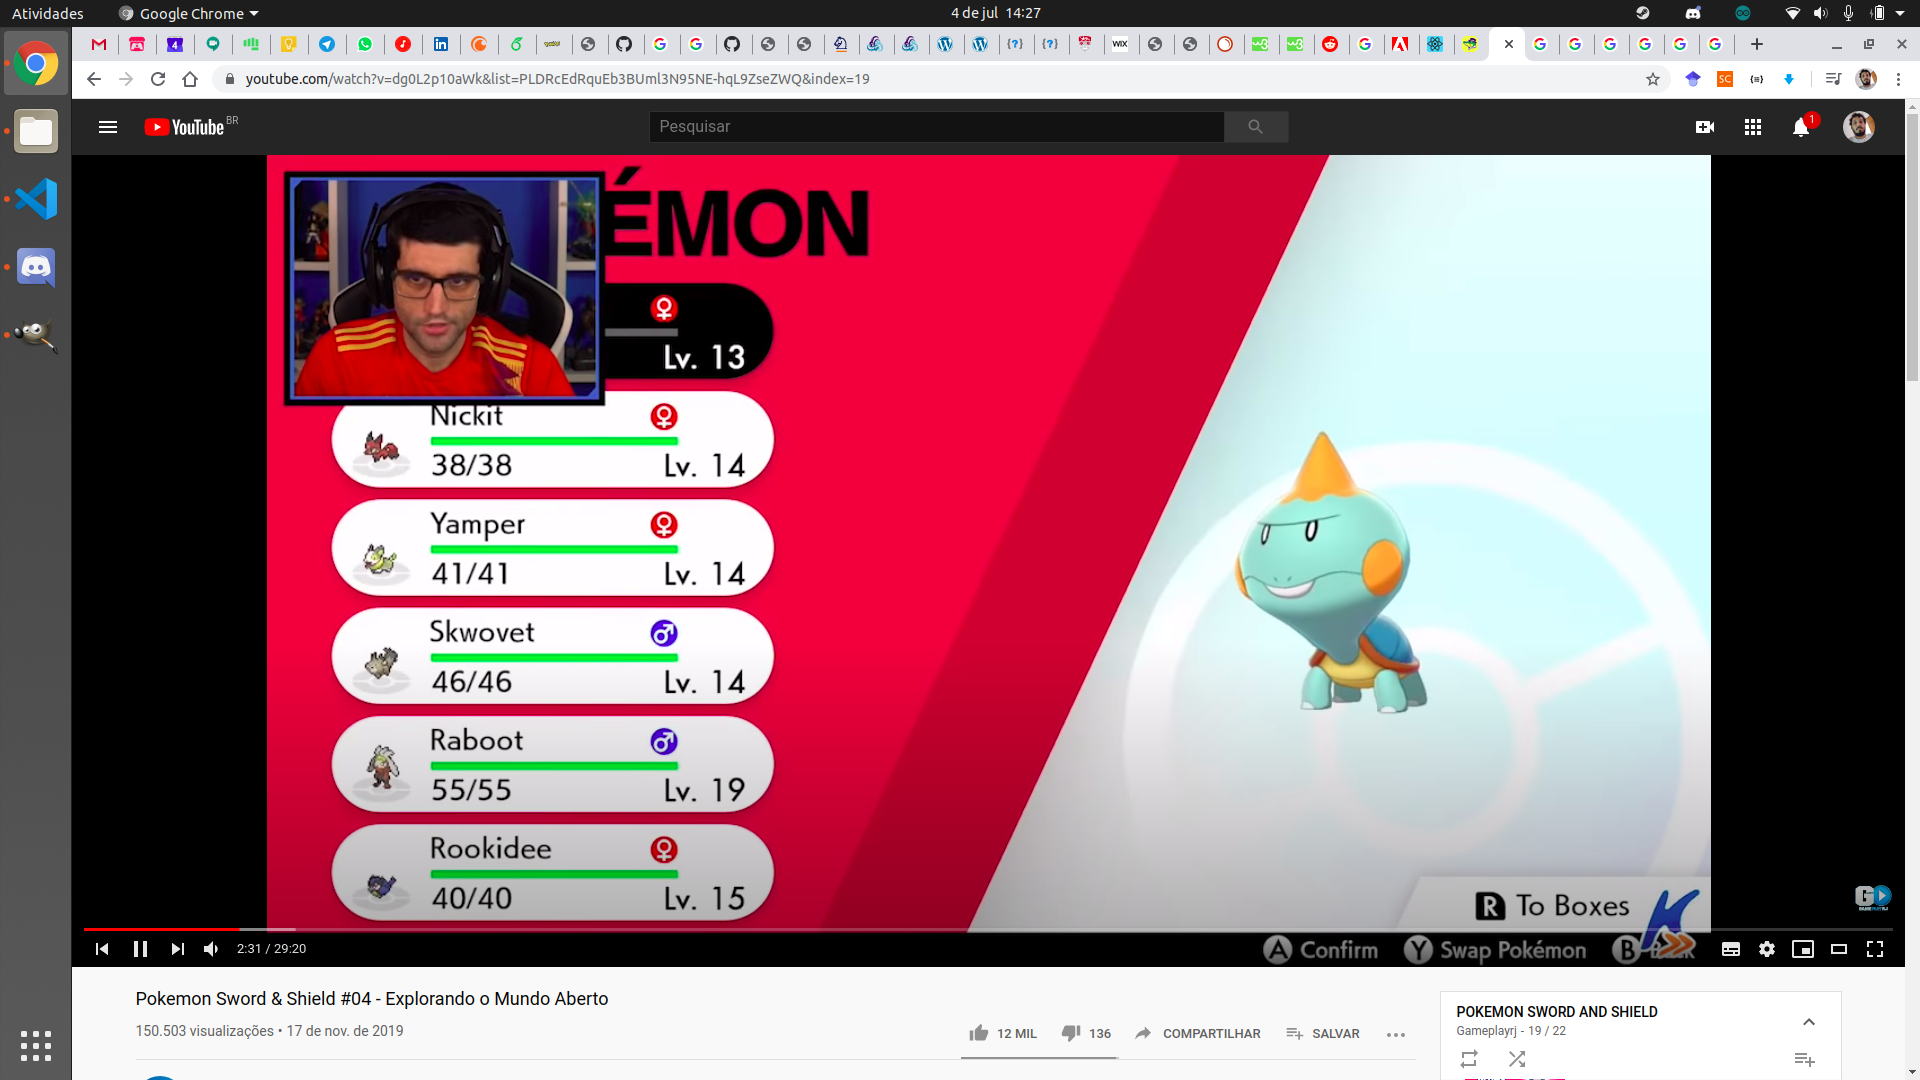 Atividades
Google Chrome
4 de jul 14:27
youtube.com/watch?v=dg0L2p10aWk&list=PLDRcEdRquEb3BUml3N95NE-hqL9ZseZWQ&index=19
YouTube BR
Pesquisar
1
ÉMON
Lv. 13
Nickit
38/38 Lv. 14
Yamper
41/41 Lv. 14
Skwovet
46/46 Lv. 14
Raboot
55/55 Lv. 19
Rookidee
40/40 Lv. 15
R To Boxes
A Confirm Y Swap Pokémon B
2:31 / 29:20
Pokemon Sword & Shield #04 - Explorando o Mundo Aberto
150.503 visualizações • 17 de nov. de 2019
12 MIL 136 COMPARTILHAR SALVAR
POKEMON SWORD AND SHIELD
Gameplayrj - 19 / 22